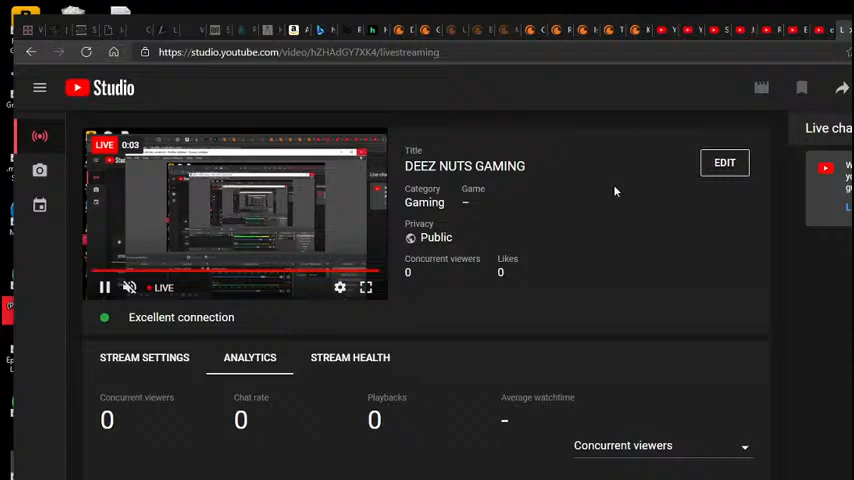 https://studio.youtube.com/video/hZHAdGY7XK4/livestreaming
Studio
LIVE 0:03
LIVE
Excellent connection
Title
DEEZ NUTS GAMING
EDIT
Category Game
Gaming –
Privacy
Public
Concurrent viewers Likes
0 0
Live cha
STREAM SETTINGS ANALYTICS STREAM HEALTH
Concurrent viewers Chat rate Playbacks Average watchtime
0 0 0 -
Concurrent viewers